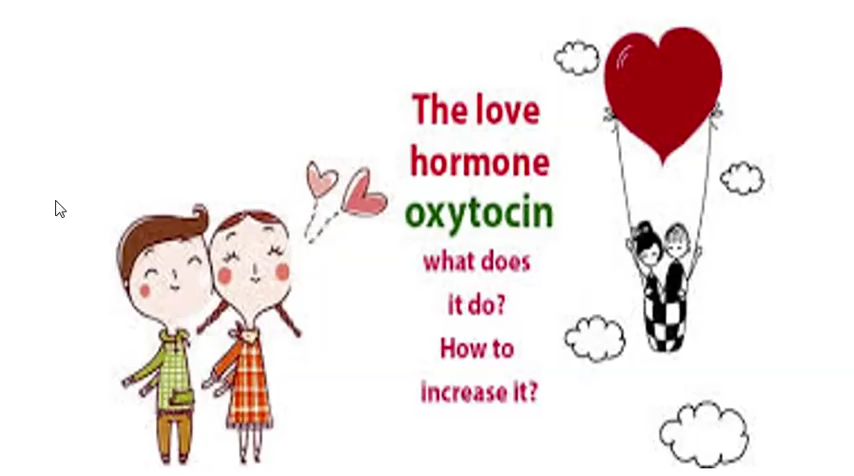 The love
hormone
oxytocin
what does
it do?
How to
increase it?